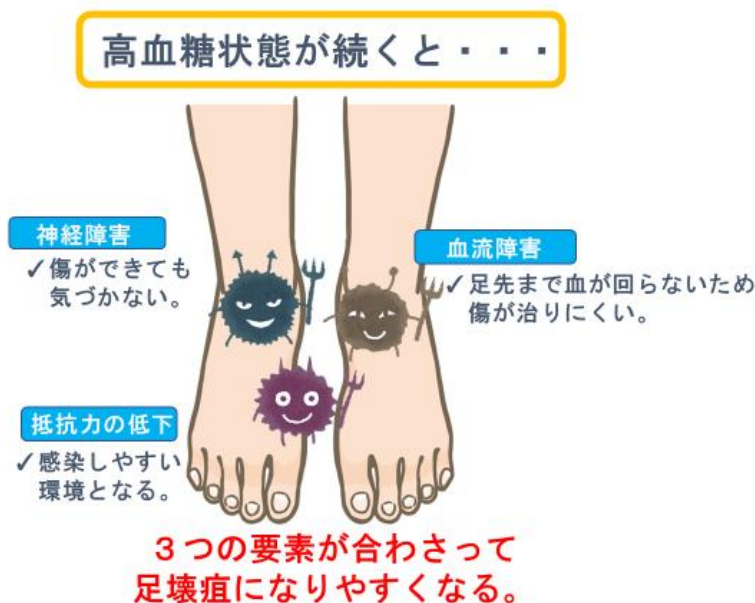 高血糖状態が続くと・・・
神経障害
✓傷ができても
気づかない。
血流障害
✓足先まで血が回らないため
傷が治りにくい。
抵抗力の低下
✓感染しやすい
環境となる。
３つの要素が合わさって
足壊疽になりやすくなる。